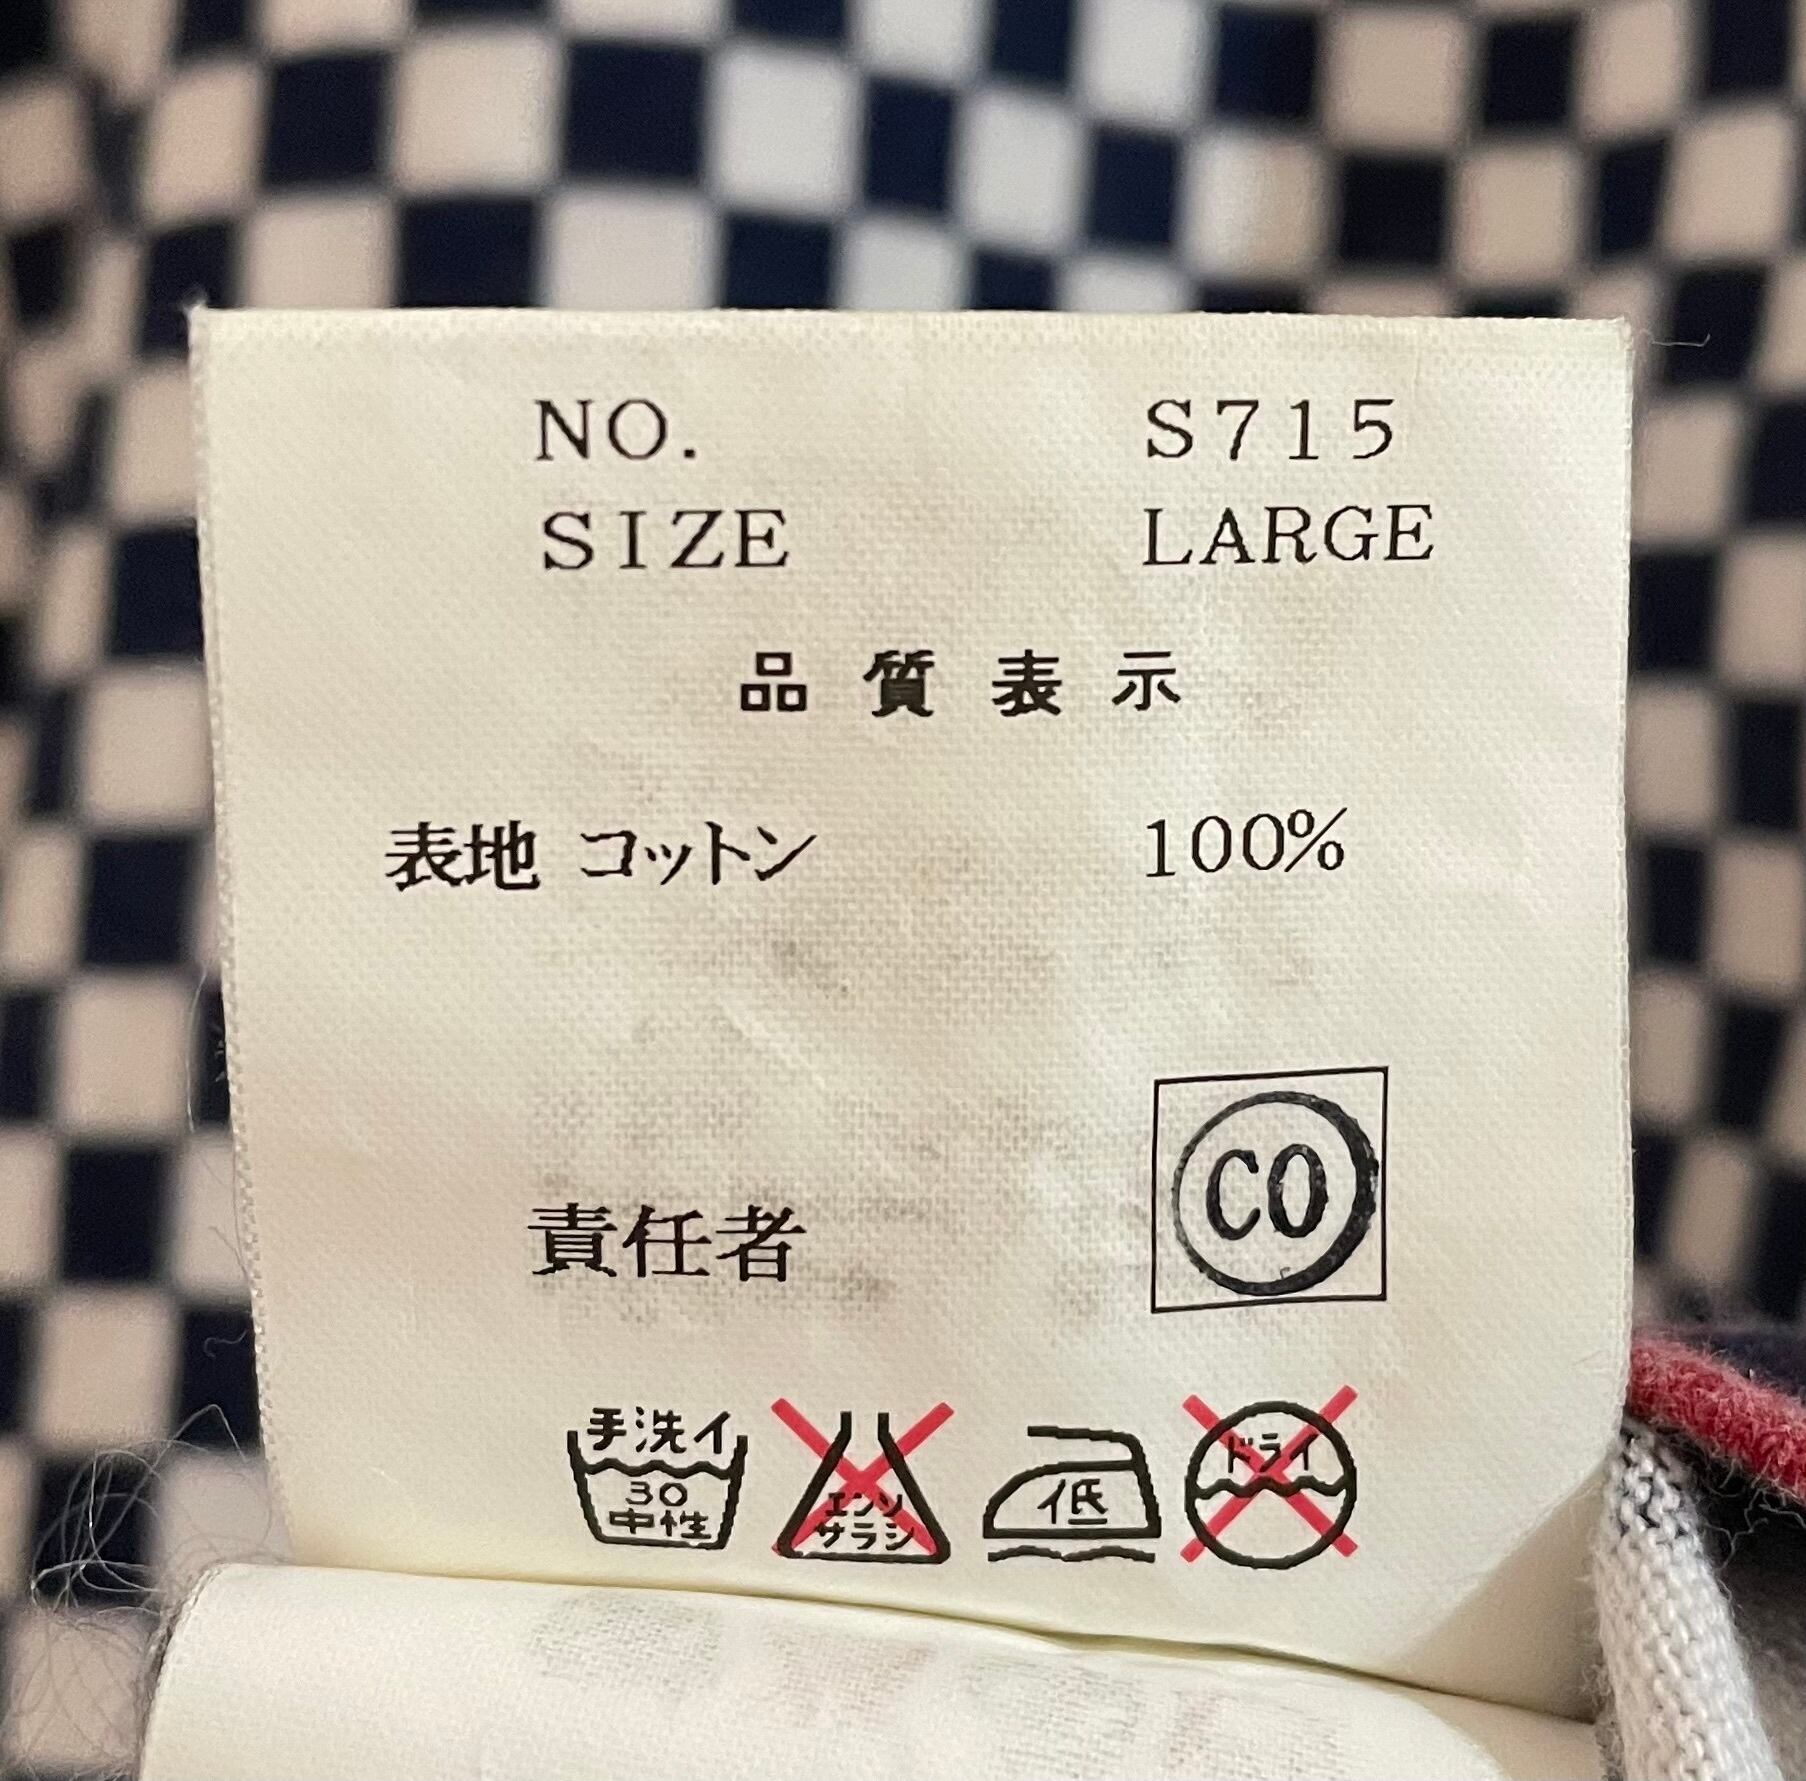 NO. S715
SIZE LARGE
品質表示
表地 コットン 100%
CO
責任者
手洗イ
30
中性
エンソ
サラシ
低
ドライ